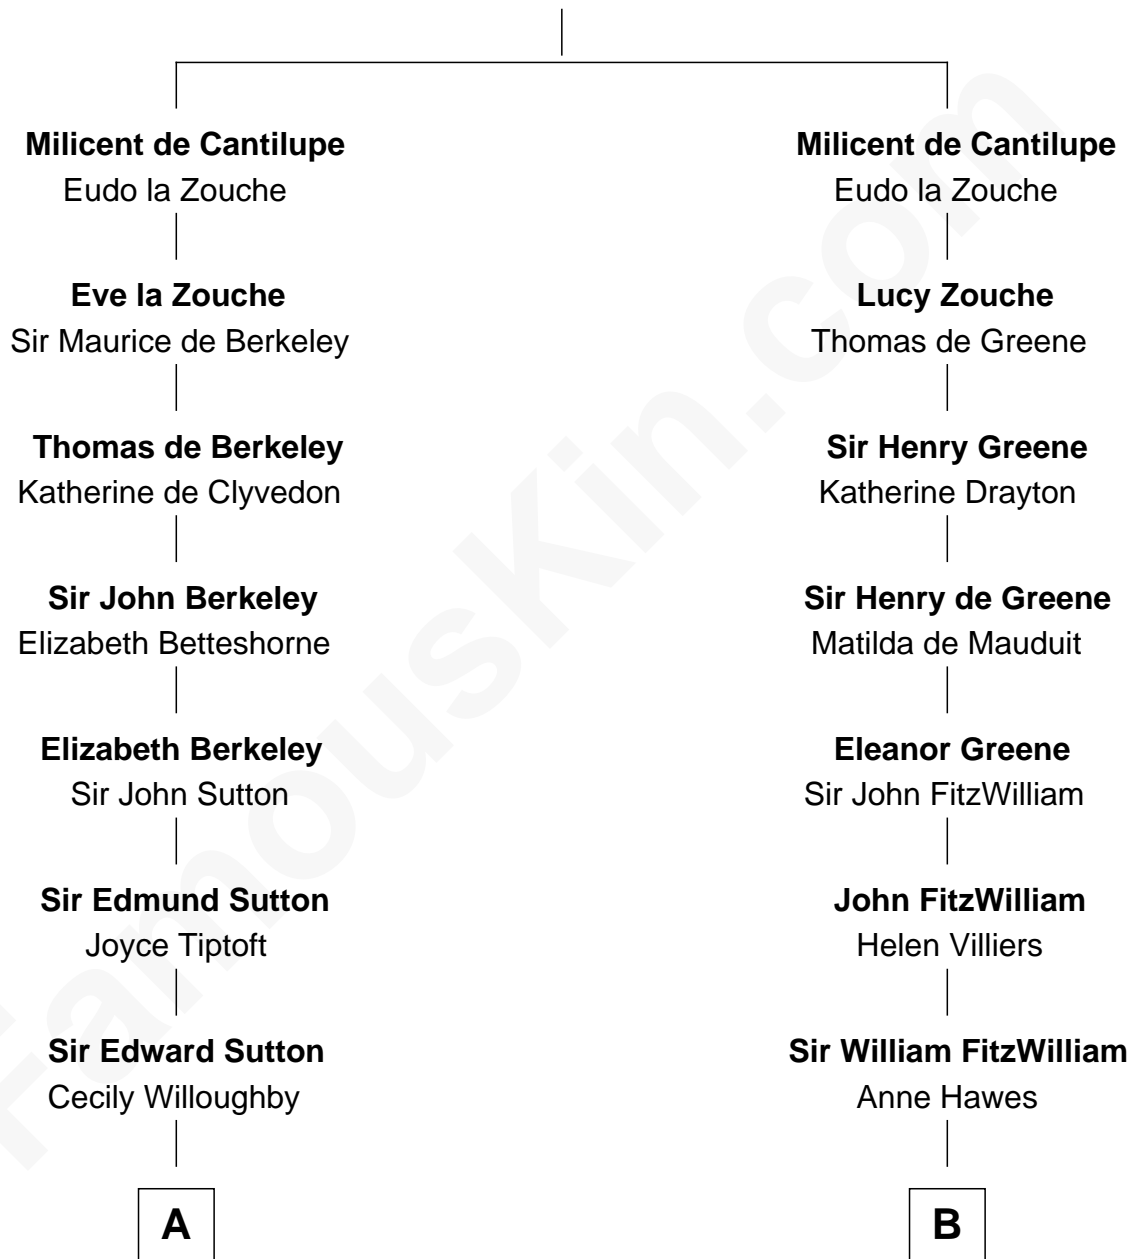 Milicent de Cantilupe
Eudo la Zouche
Eve la Zouche
Sir Maurice de Berkeley
Thomas de Berkeley
Katherine de Clyvedon
Sir John Berkeley
Elizabeth Betteshorne
Elizabeth Berkeley
Sir John Sutton
Sir Edmund Sutton
Joyce Tiptoft
Sir Edward Sutton
Cecily Willoughby
A
Milicent de Cantilupe
Eudo la Zouche
Lucy Zouche
Thomas de Greene
Sir Henry Greene
Katherine Drayton
Sir Henry de Greene
Matilda de Mauduit
Eleanor Greene
Sir John FitzWilliam
John FitzWilliam
Helen Villiers
Sir William FitzWilliam
Anne Hawes
B
FamousKin.com